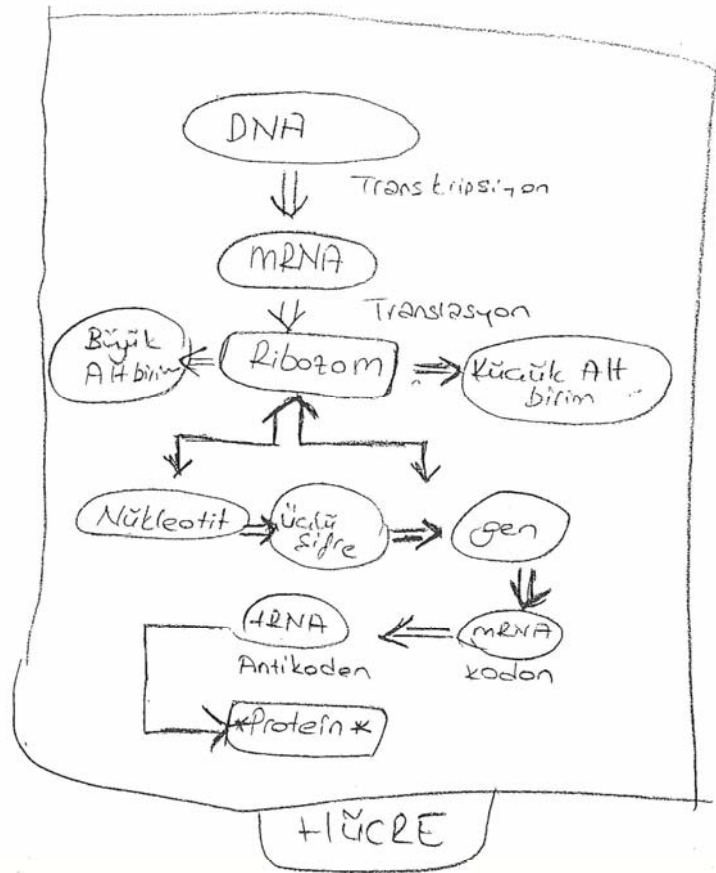 DNA
Transkripsiyon
mRNA
Translasyon
Büyük
Alt birim
Ribozom
Küçük Alt
birim
Nükleotit
üçlü
şifre
gen
tRNA
Antikoden
mRNA
kodon
*Protein*
HÜCRE